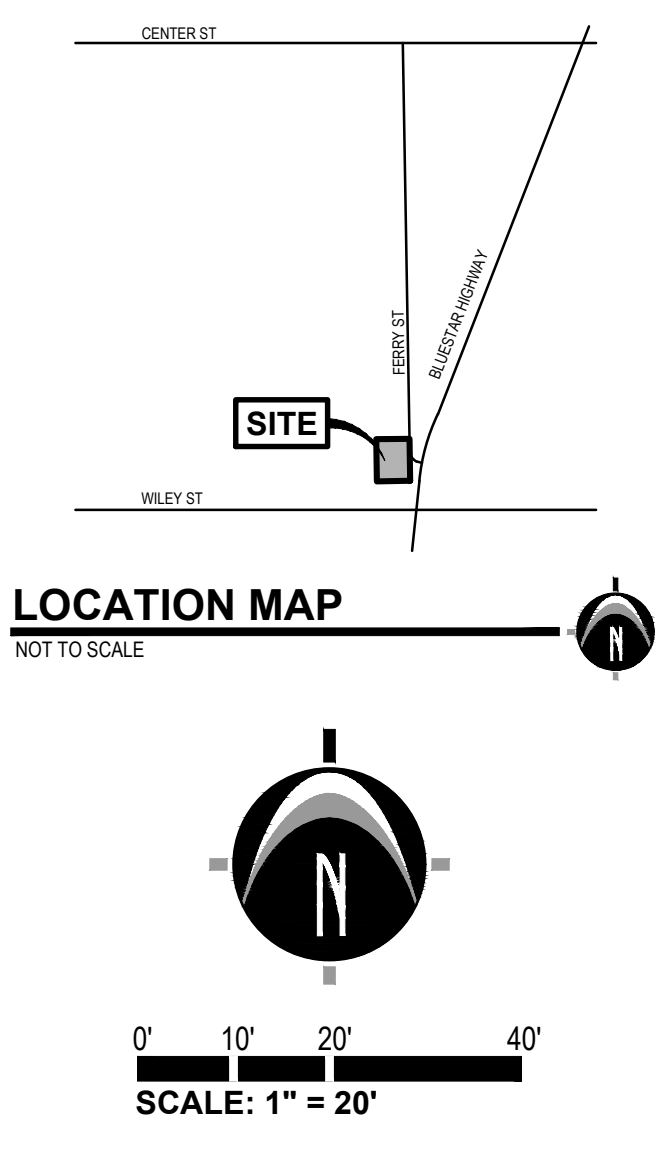 CENTER ST
BLUESTAR HIGHWAY
FERRY ST
SITE
WILEY ST
LOCATION MAP
NOT TO SCALE
N
N
0' 10' 20' 40'
SCALE: 1" = 20'